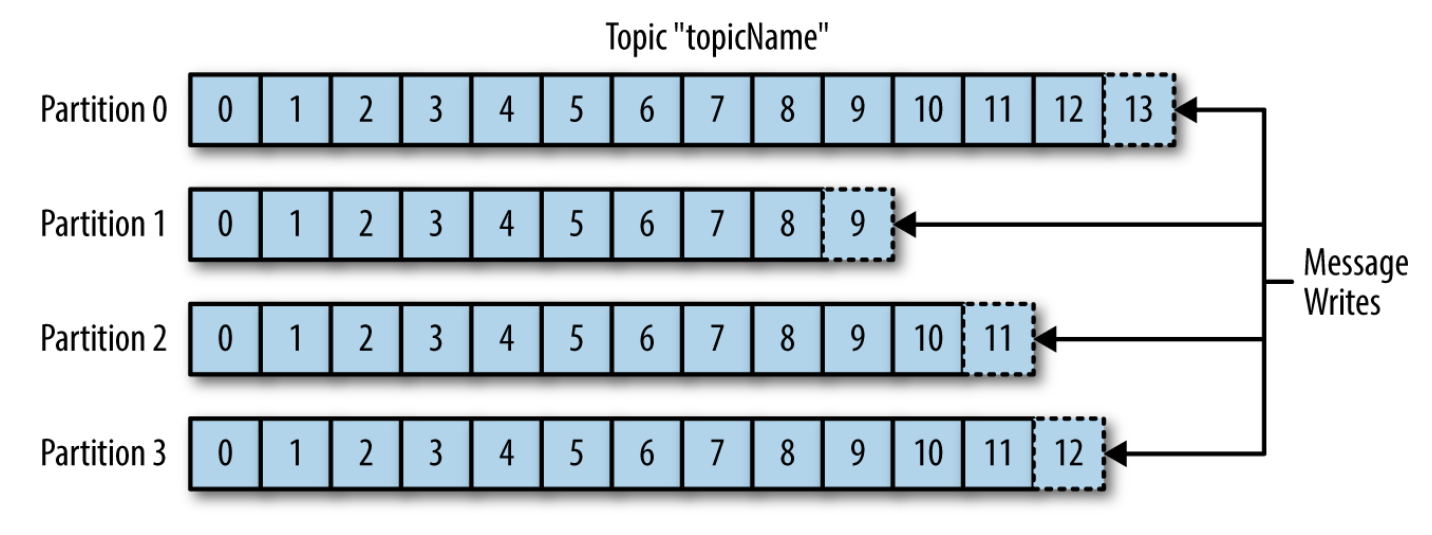 Topic "topicName"
Partition 0 0 1 2 3 4 5 6 7 8 9 10 11 12 13
Partition 1 0 1 2 3 4 5 6 7 8 9
Partition 2 0 1 2 3 4 5 6 7 8 9 10 11
Partition 3 0 1 2 3 4 5 6 7 8 9 10 11 12
Message
Writes